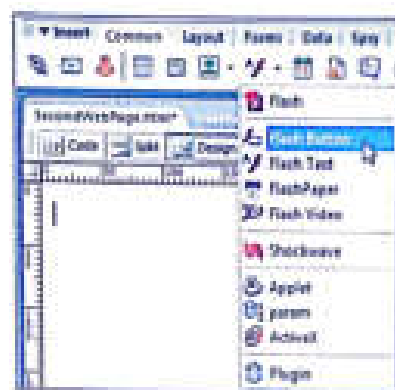 ▼ Insert Common Layout Forms Data Spry
SecondWebPage.html*
Code Split Design
Flash
Flash Button
Flash Text
FlashPaper
Flash Video
Shockwave
Applet
param
ActiveX
Plugin